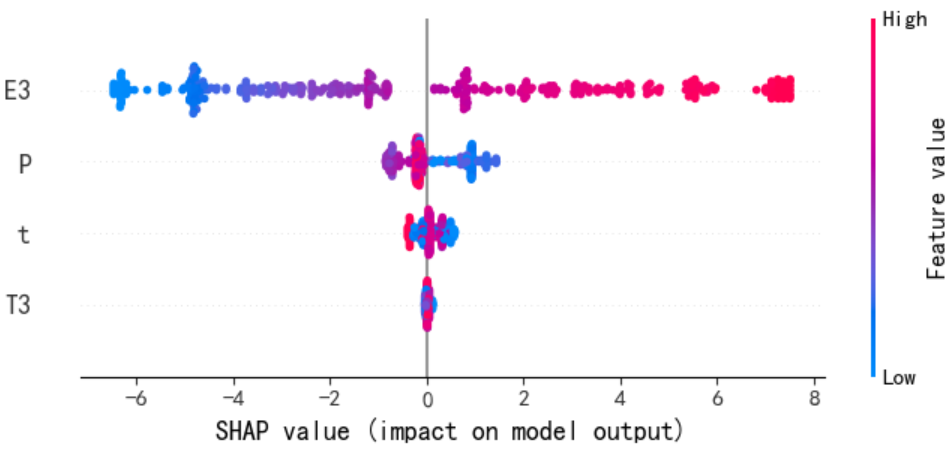 High
E3
P
t
T3
Feature value
Low
−6 −4 −2 0 2 4 6 8
SHAP value (impact on model output)